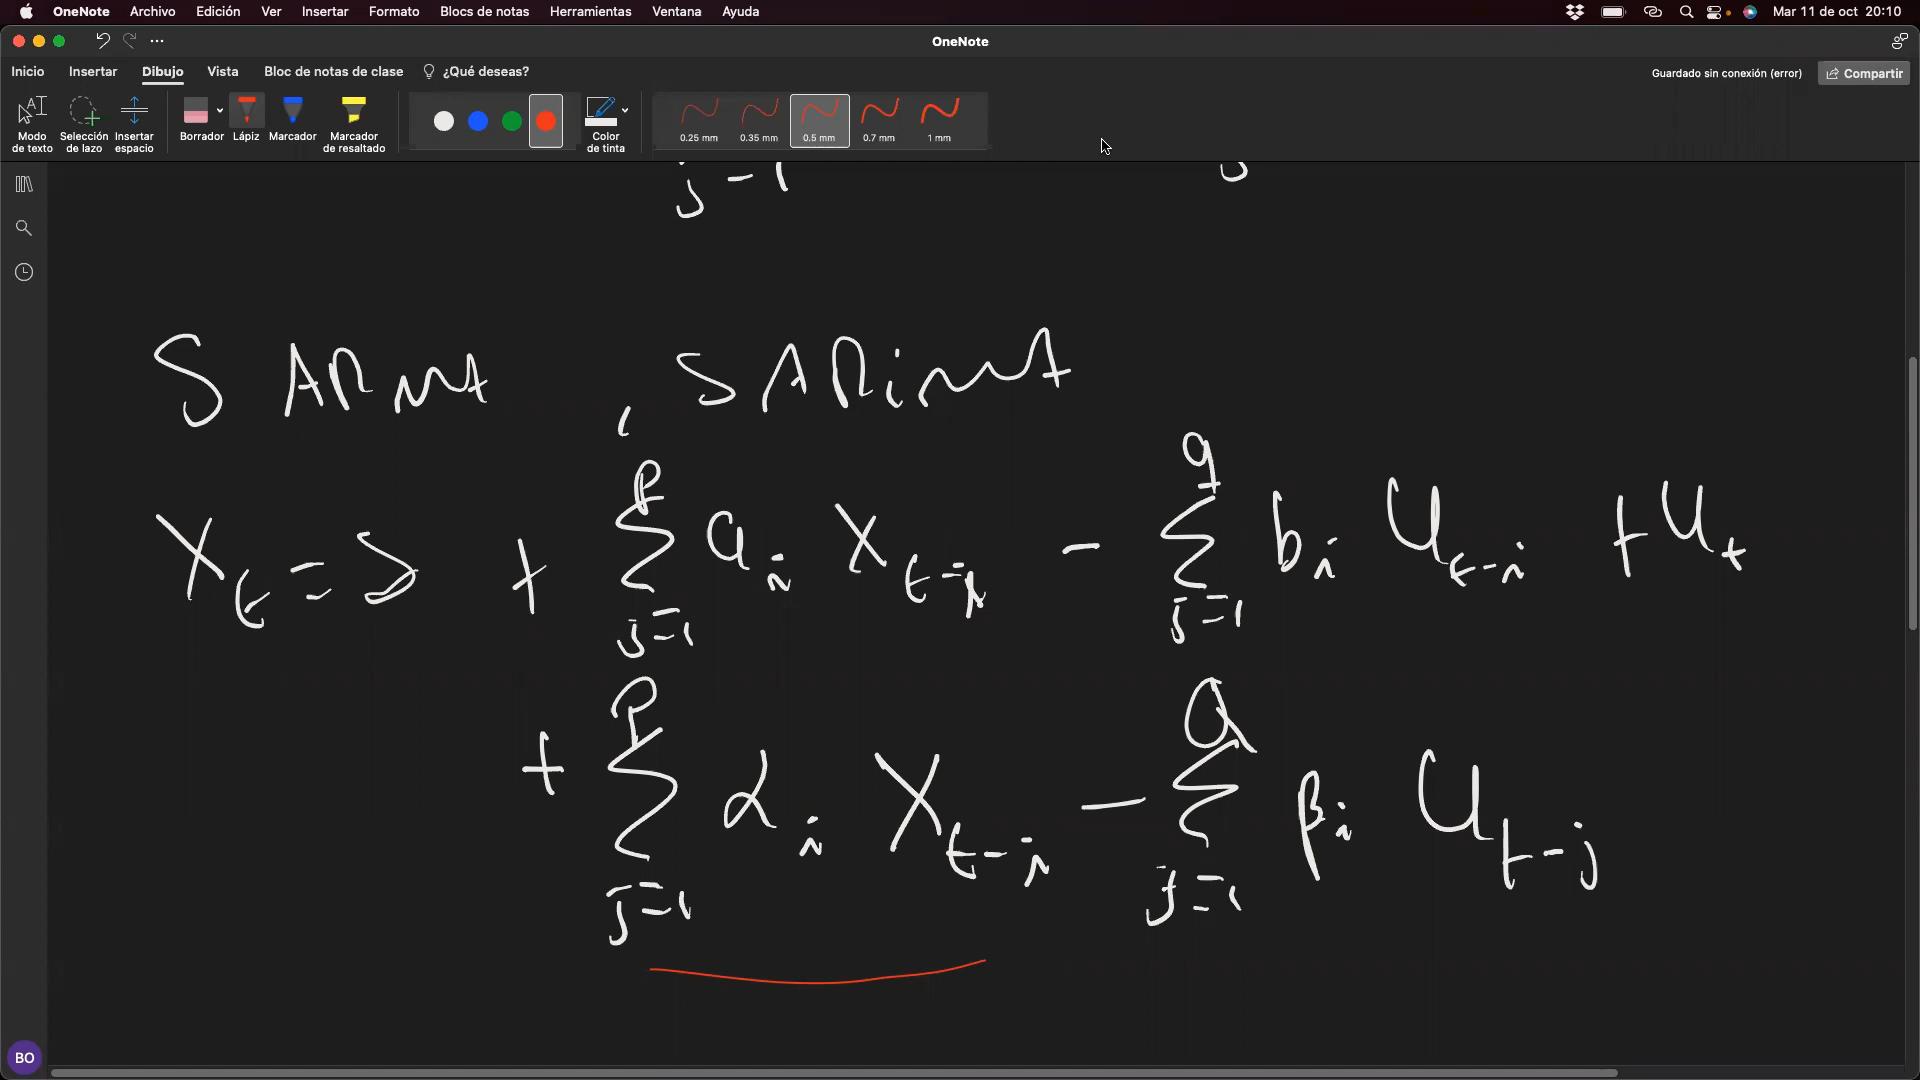 OneNote Archivo Edición Ver Insertar Formato Blocs de notas Herramientas Ventana Ayuda Mar 11 de oct 20:10
OneNote
Inicio Insertar Dibujo Vista Bloc de notas de clase ¿Qué deseas? Guardado sin conexión (error) Compartir
Modo de texto Selección de lazo Insertar espacio Borrador Lápiz Marcador Marcador de resaltado Color de tinta 0.25 mm 0.35 mm 0.5 mm 0.7 mm 1 mm
j - 1
S ARMA , SARiMA
X_t = δ + Σ_{j=1}^{p} a_i X_{t-i} - Σ_{j=1}^{q} b_i U_{t-i} + U_t
+ Σ_{j=1}^{P} α_i X_{t-i} - Σ_{j=1}^{Q} β_i U_{t-j}
BO